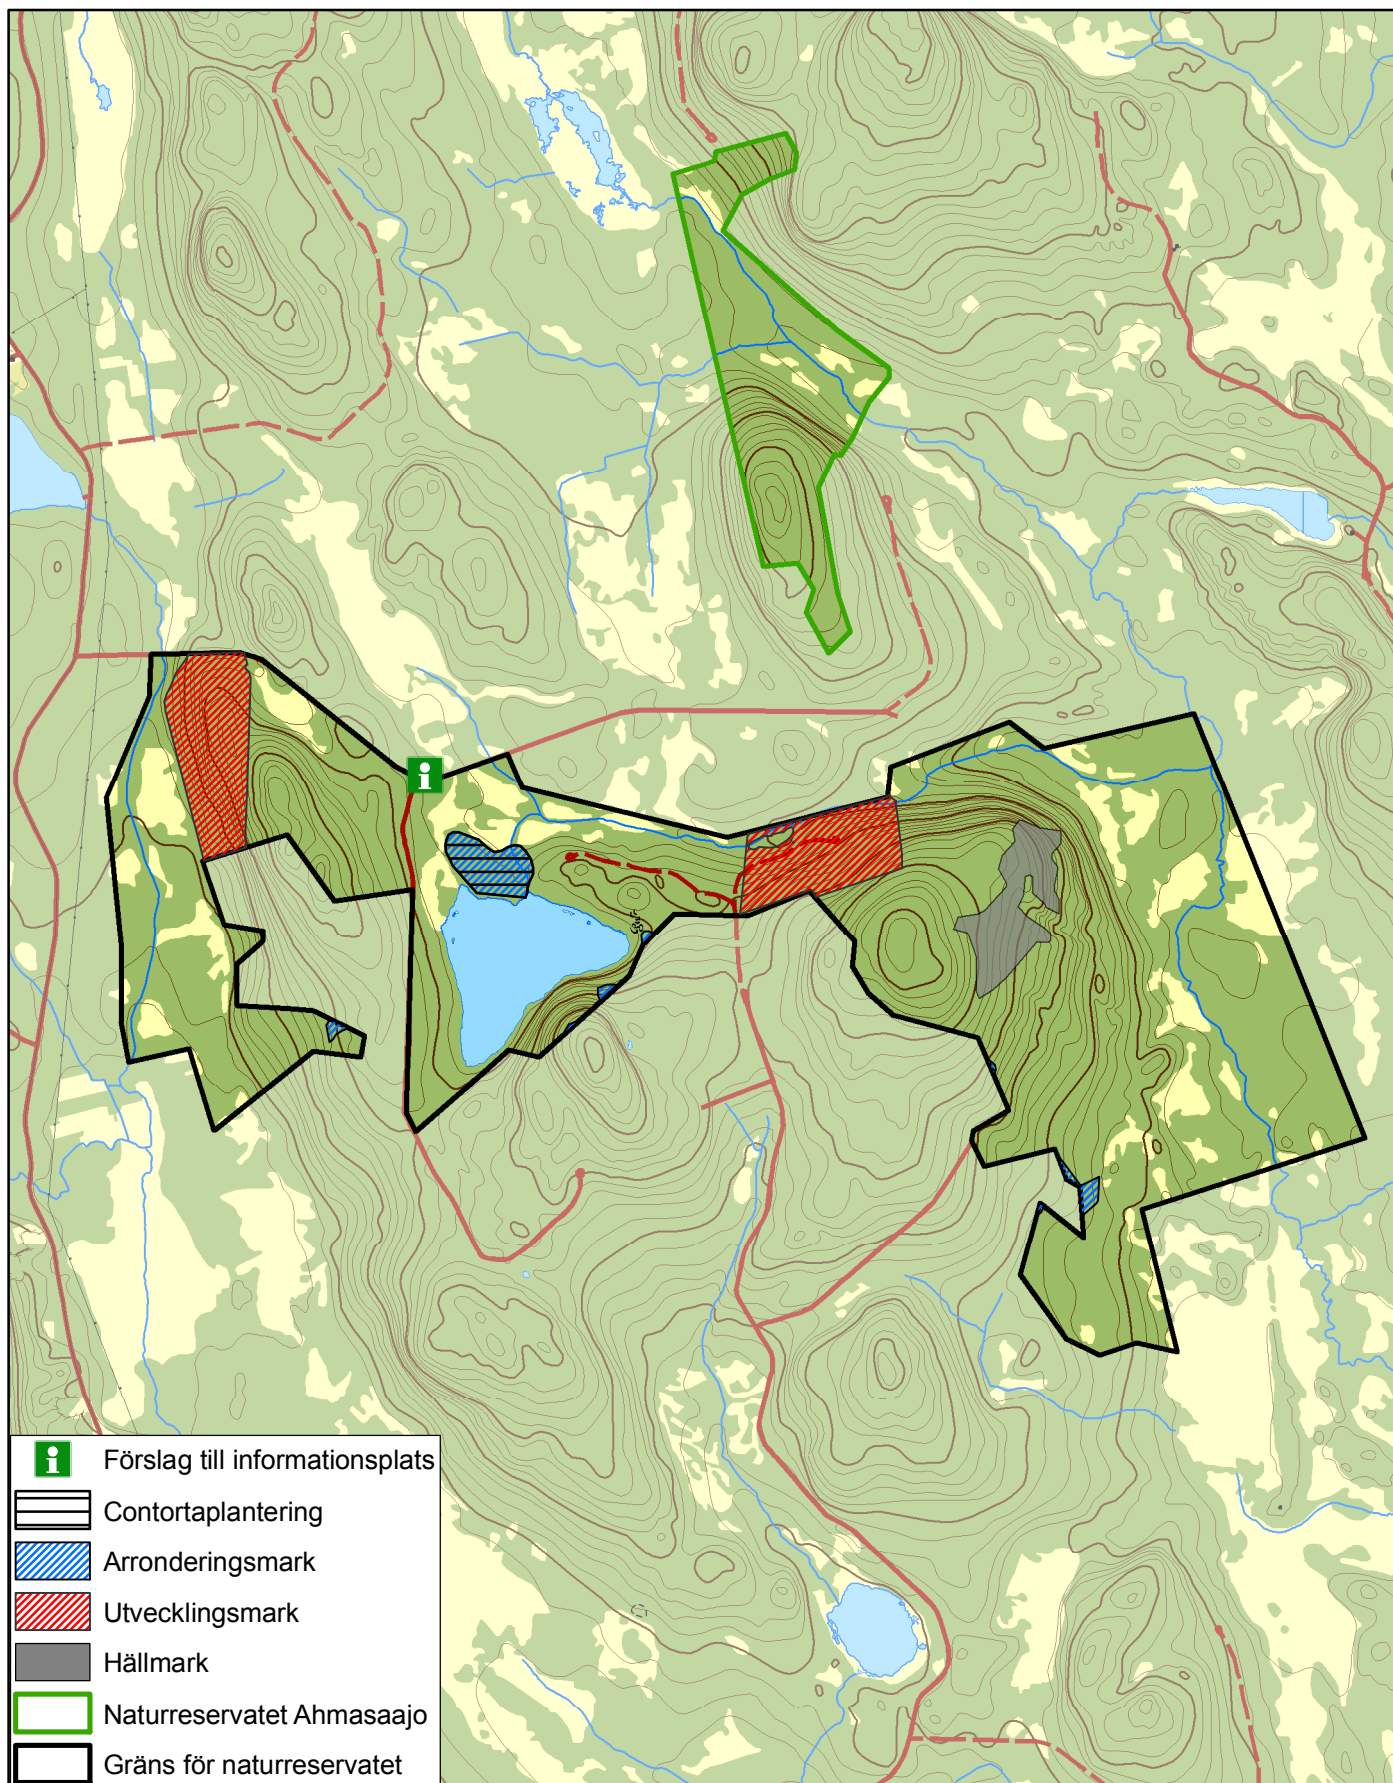 Förslag till informationsplats
Contortaplantering
Arronderingsmark
Utvecklingsmark
Hällmark
Naturreservatet Ahmasaajo
Gräns för naturreservatet